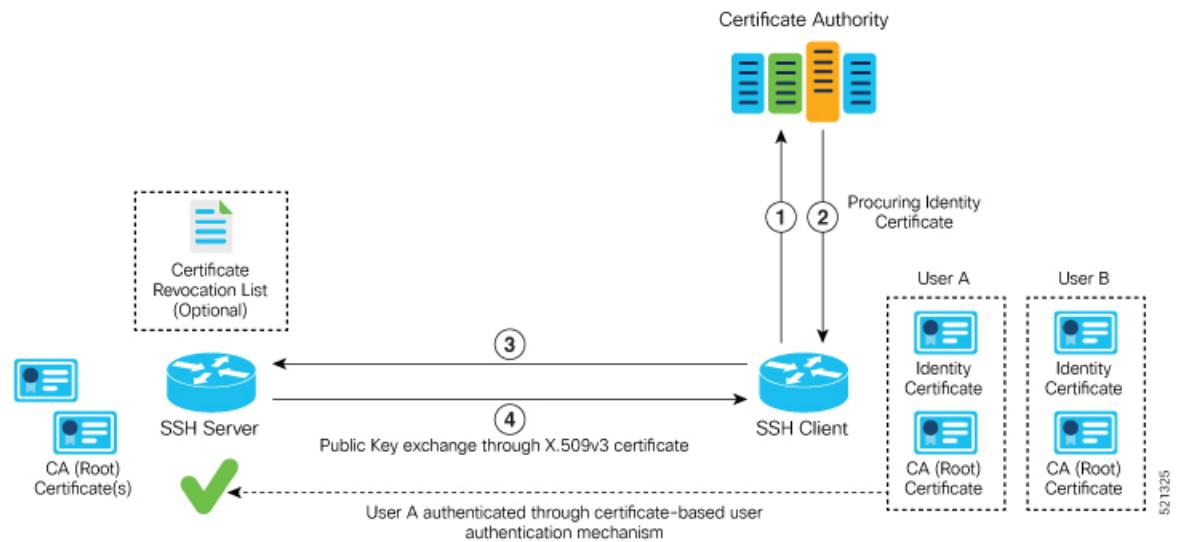 Certificate Authority
1
2
Procuring Identity
Certificate
Certificate
Revocation List
(Optional)
User A
User B
Identity
Certificate
Identity
Certificate
3
SSH Server
4
SSH Client
Public Key exchange through X.509v3 certificate
CA (Root)
Certificate(s)
CA (Root)
Certificate
CA (Root)
Certificate
User A authenticated through certificate-based user
authentication mechanism
521325